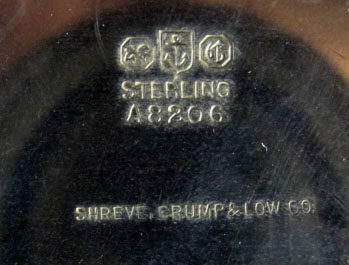 STERLING
A8206
SHREVE, CRUMP & LOW CO.